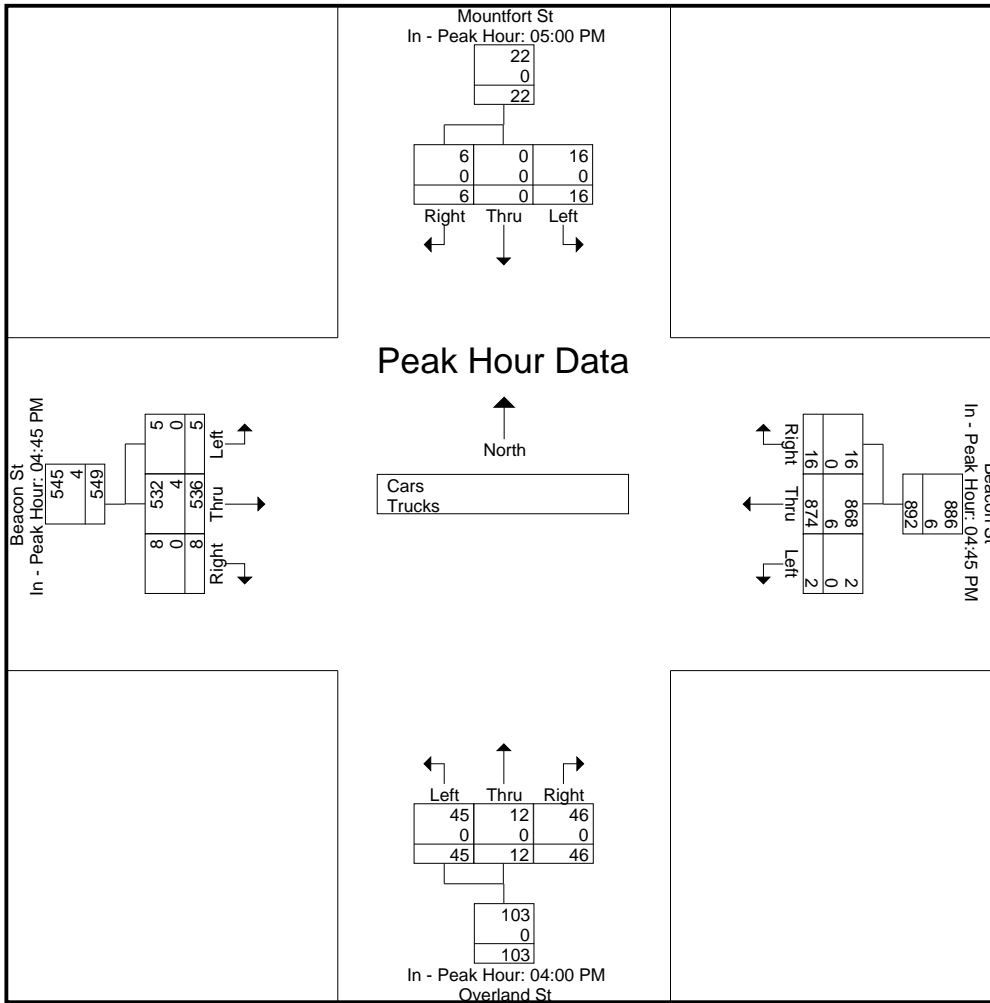 Mountfort St
In - Peak Hour: 05:00 PM
22
0
22
6 0 16
0 0 0
6 0 16
Right Thru Left
Peak Hour Data
North
Cars
Trucks
Beacon St
In - Peak Hour: 04:45 PM
545
4
549
5 0 5
532 4 536
8 0 8
Left
Thru
Right
Right
Thru
Left
16 0 16
874 6 868
2 0 2
892
6
886
In - Peak Hour: 04:45 PM
Beacon St
Left Thru Right
45 12 46
0 0 0
45 12 46
103
0
103
In - Peak Hour: 04:00 PM
Overland St